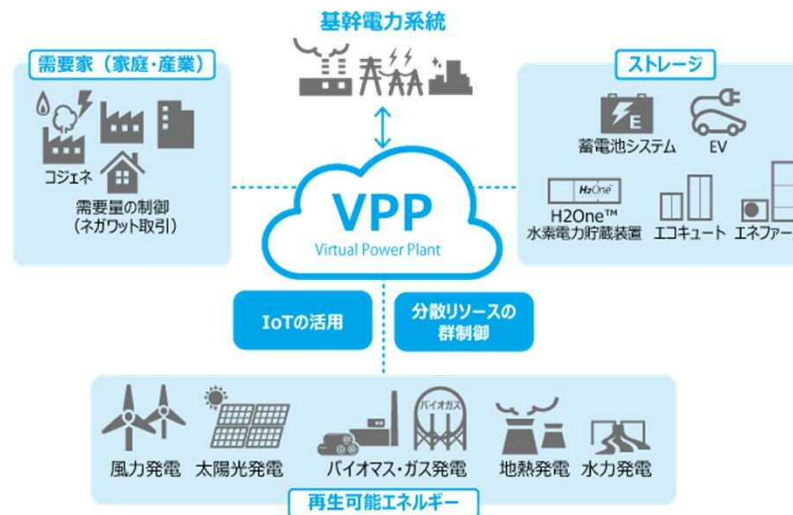 基幹電力系統
需要家（家庭・産業）
コジェネ
需要量の制御
（ネガワット取引）
ストレージ
E
蓄電池システム
EV
H2One
H2One™
水素電力貯蔵装置
エコキュート
エネファー
VPP
Virtual Power Plant
IoTの活用
分散リソースの
群制御
バイオガス
風力発電
太陽光発電
バイオマス・ガス発電
地熱発電
水力発電
再生可能エネルギー